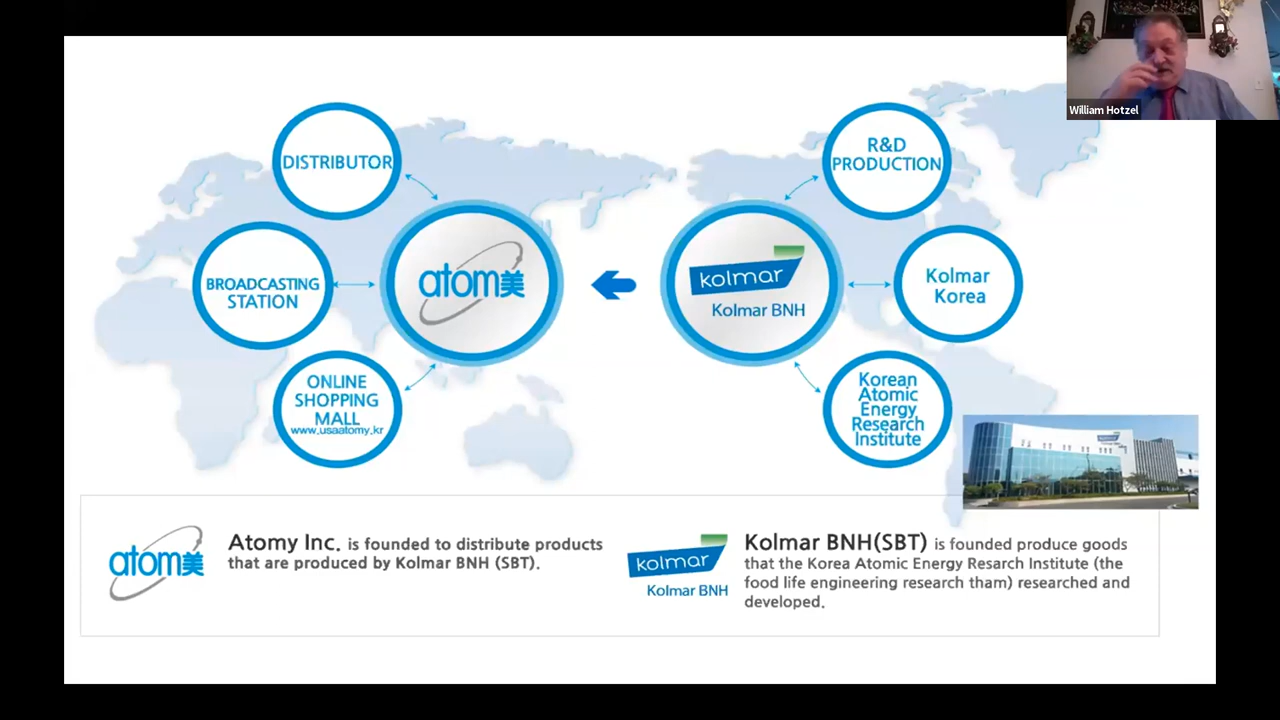 William Hotzel
DISTRIBUTOR
BROADCASTING
STATION
ONLINE
SHOPPING
MALL
www.usaatomy.kr
atom美
kolmar
Kolmar BNH
R&D
PRODUCTION
Kolmar
Korea
Korean
Atomic
Energy
Research
Institute
atom美
Atomy Inc. is founded to distribute products
that are produced by Kolmar BNH (SBT).
kolmar
Kolmar BNH
Kolmar BNH(SBT) is founded produce goods
that the Korea Atomic Energy Resarch Institute (the
food life engineering research tham) researched and
developed.